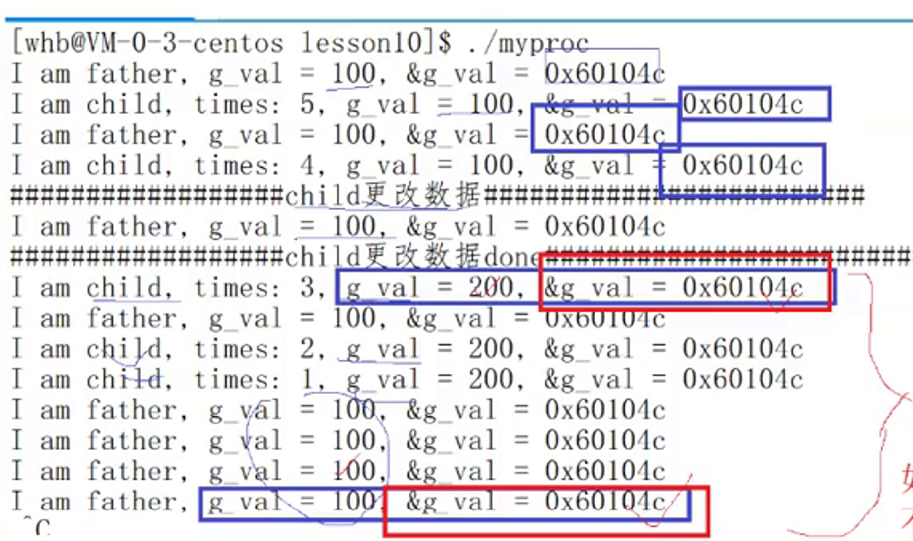 [whb@VM-0-3-centos lesson10]$ ./myproc
I am father, g_val = 100, &g_val = 0x60104c
I am child, times: 5, g_val = 100, &g_val = 0x60104c
I am father, g_val = 100, &g_val = 0x60104c
I am child, times: 4, g_val = 100, &g_val = 0x60104c
##################child更改数据#########################
I am father, g_val = 100, &g_val = 0x60104c
##################child更改数据done########################
I am child, times: 3, g_val = 200, &g_val = 0x60104c
I am father, g_val = 100, &g_val = 0x60104c
I am child, times: 2, g_val = 200, &g_val = 0x60104c
I am child, times: 1, g_val = 200, &g_val = 0x60104c
I am father, g_val = 100, &g_val = 0x60104c
I am father, g_val = 100, &g_val = 0x60104c
I am father, g_val = 100, &g_val = 0x60104c
I am father, g_val = 100, &g_val = 0x60104c
^C